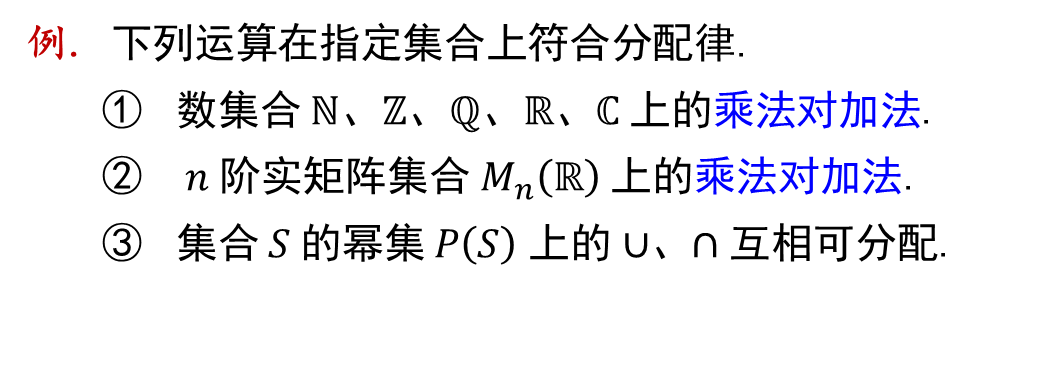 例. 下列运算在指定集合上符合分配律.
① 数集合 ℕ、ℤ、ℚ、ℝ、ℂ 上的乘法对加法.
② n 阶实矩阵集合 Mₙ(ℝ) 上的乘法对加法.
③ 集合 S 的幂集 P(S) 上的 ∪、∩ 互相可分配.